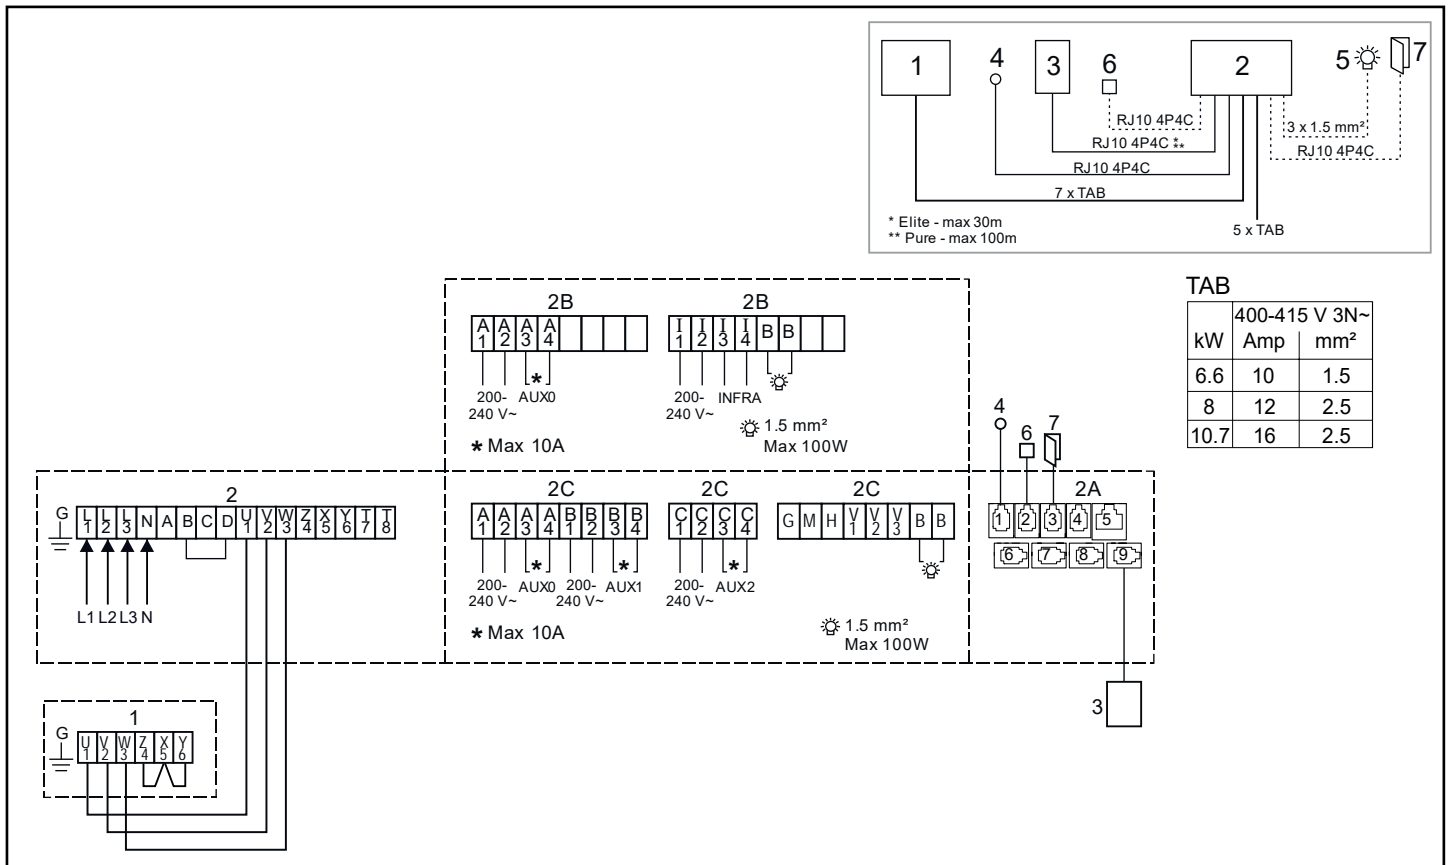 1 4 3 6 2 5 7
RJ10 4P4C
3 x 1.5 mm²
RJ10 4P4C * **
RJ10 4P4C
RJ10 4P4C
7 x TAB
* Elite - max 30m
** Pure - max 100m
5 x TAB
TAB
400-415 V 3N~
kW Amp mm²
6.6 10 1.5
8 12 2.5
10.7 16 2.5
2B
A1 A2 A3 A4
*
200-240 V~
AUX0
* Max 10A
2B
I1 I2 I3 I4 B B
200-240 V~
INFRA
1.5 mm²
Max 100W
2
G L1 L2 L3 N A B C D U1 V2 W3 Z4 X5 Y6 T7 T8
L1 L2 L3 N
2C
A1 A2 A3 A4 B1 B2 B3 B4
* *
200-240 V~
AUX0
200-240 V~
AUX1
* Max 10A
2C
C1 C2 C3 C4
*
200-240 V~
AUX2
2C
G M H V1 V2 V3 B B
1.5 mm²
Max 100W
4 6 7
2A
1 2 3 4 5
6 7 8 9
3
1
G U1 V2 W3 Z4 X5 Y6